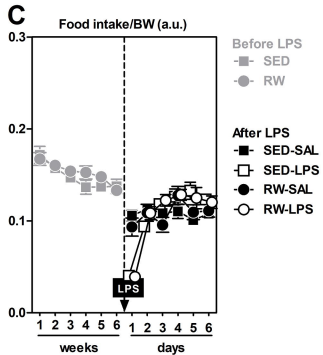 C
Food intake/BW (a.u.)
0.3
0.2
0.1
0.0
LPS
1 2 3 4 5 6 1 2 3 4 5 6
weeks days
Before LPS
SED
RW
After LPS
SED-SAL
SED-LPS
RW-SAL
RW-LPS